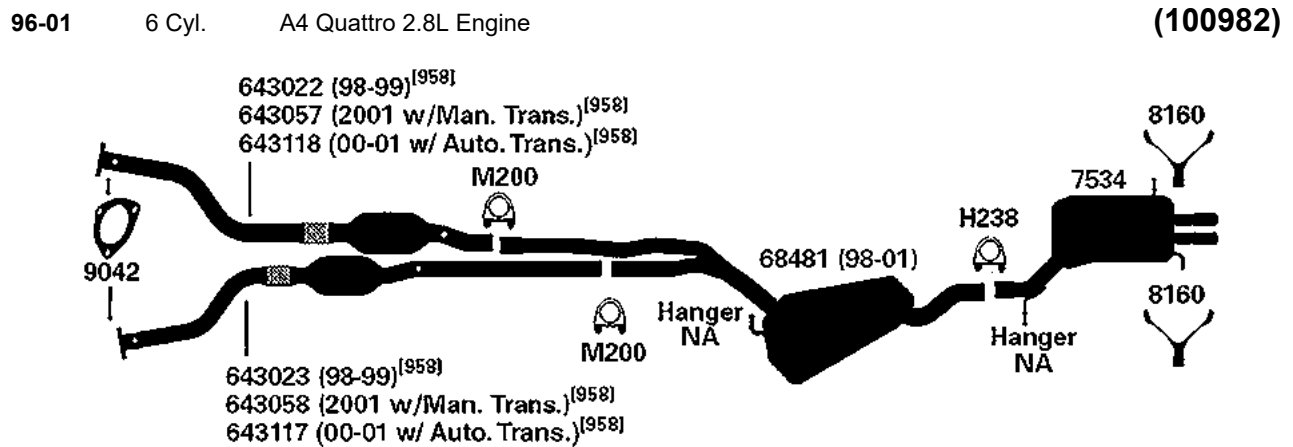 96-01 6 Cyl. A4 Quattro 2.8L Engine (100982)
643022 (98-99)[958]
643057 (2001 w/Man. Trans.)[958]
643118 (00-01 w/ Auto. Trans.)[958]
M200
8160
7534
H238
9042
68481 (98-01)
8160
Hanger
NA
M200
Hanger
NA
643023 (98-99)[958]
643058 (2001 w/Man. Trans.)[958]
643117 (00-01 w/ Auto. Trans.)[958]